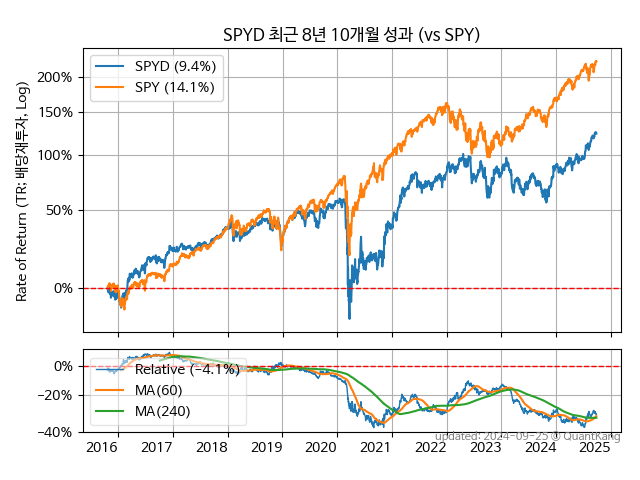 SPYD 최근 8년 10개월 성과 (vs SPY)
Rate of Return (TR: 배당재투자, Log)
200%
150%
100%
50%
0%
SPYD (9.4%)
SPY (14.1%)
0%
−20%
−40%
Relative (−4.1%)
MA(60)
MA(240)
updated: 2024-09-25 © QuantKang
2016 2017 2018 2019 2020 2021 2022 2023 2024 2025